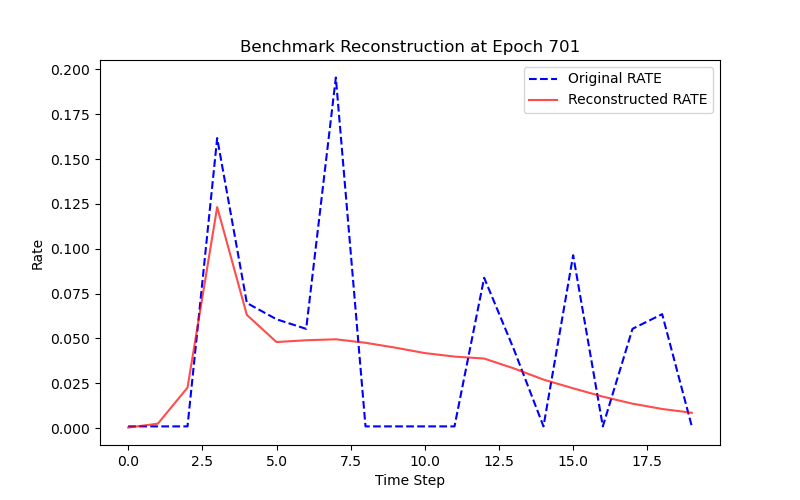 Benchmark Reconstruction at Epoch 701
Original RATE
Reconstructed RATE
Rate
0.200
0.175
0.150
0.125
0.100
0.075
0.050
0.025
0.000
0.0 2.5 5.0 7.5 10.0 12.5 15.0 17.5
Time Step